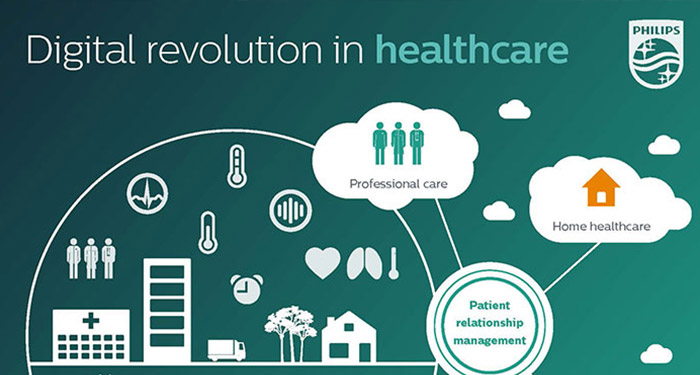 Digital revolution in healthcare
PHILIPS
Professional care
Home healthcare
Patient
relationship
management